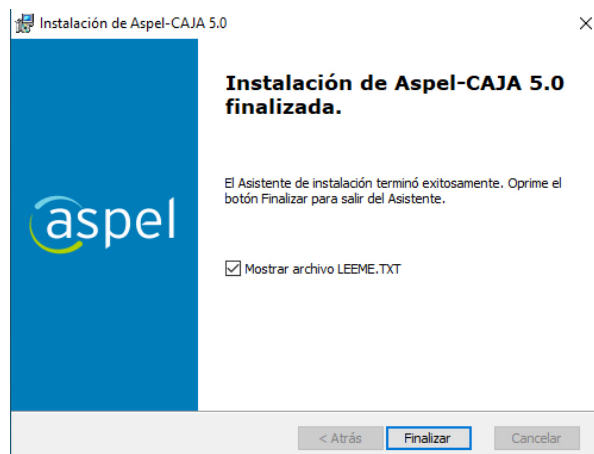 Instalación de Aspel-CAJA 5.0
Instalación de Aspel-CAJA 5.0
finalizada.
El Asistente de instalación terminó exitosamente. Oprime el
botón Finalizar para salir del Asistente.
aspel
Mostrar archivo LEEME.TXT
< Atrás
Finalizar
Cancelar